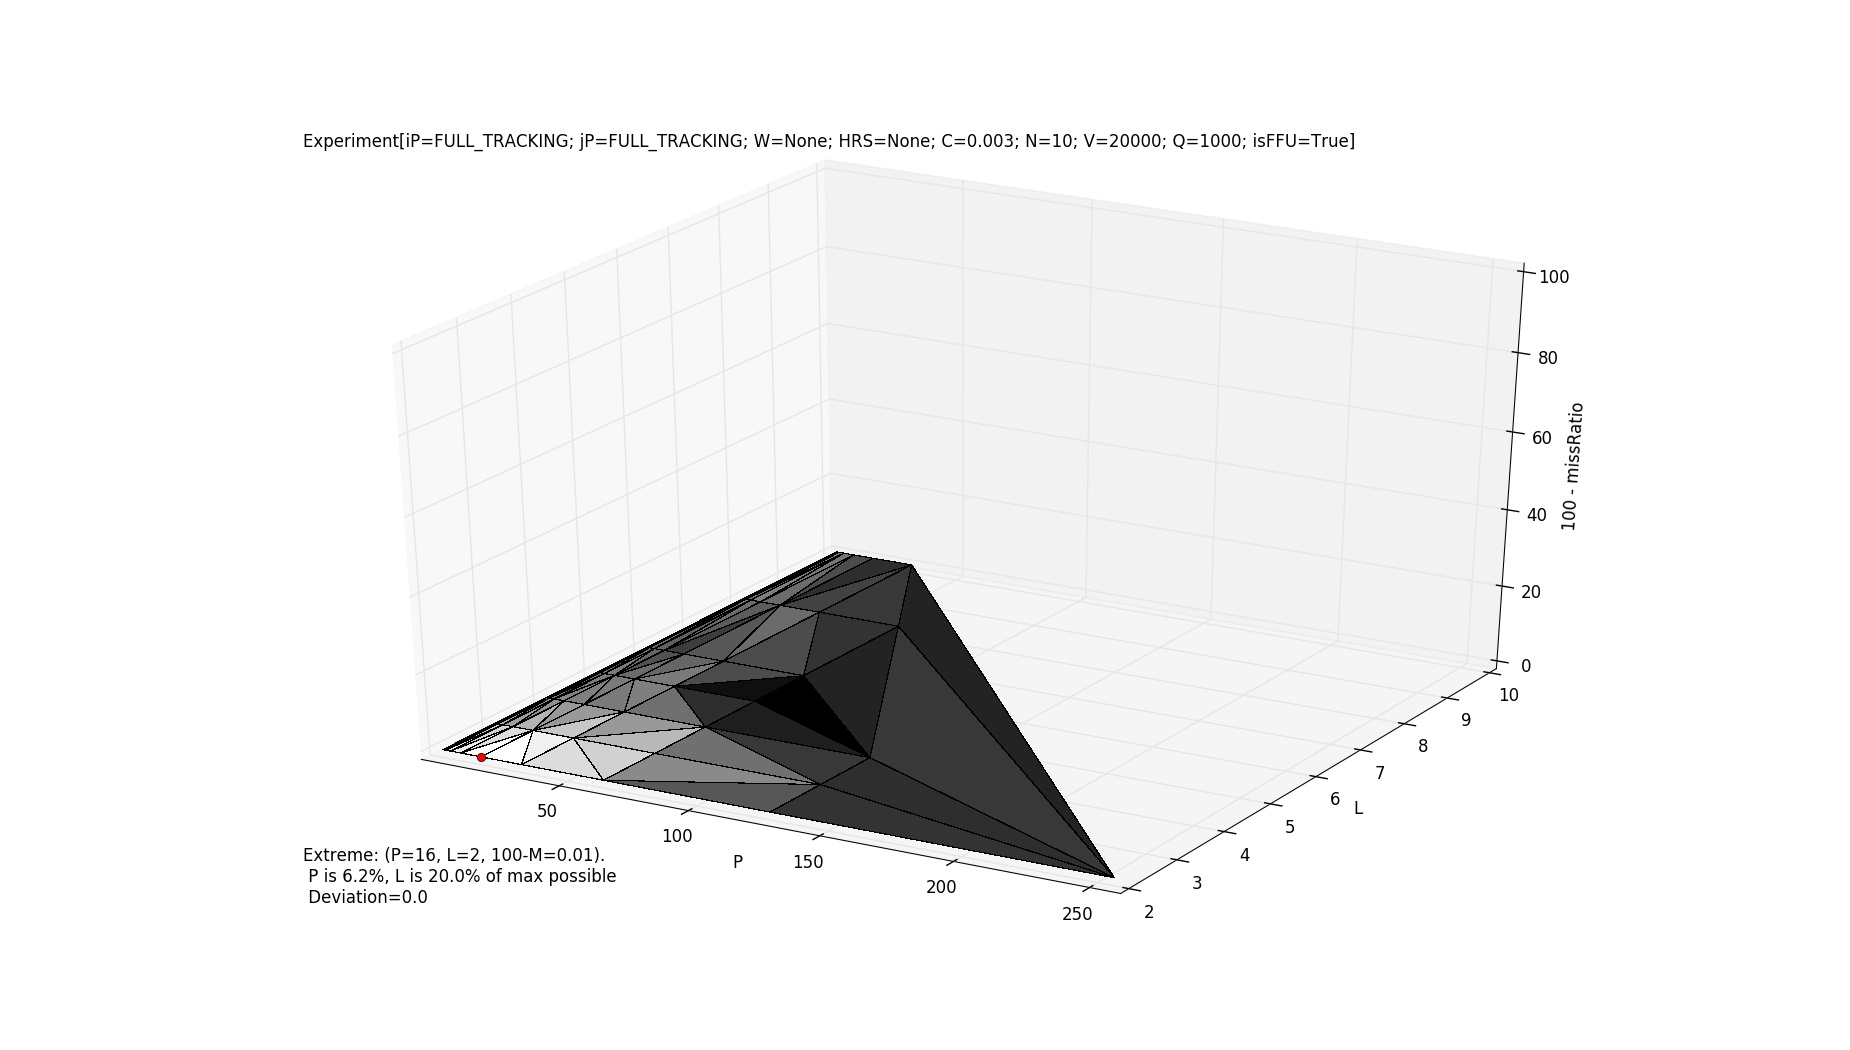 Experiment[iP=FULL_TRACKING; jP=FULL_TRACKING; W=None; HRS=None; C=0.003; N=10; V=20000; Q=1000; isFFU=True]
100
80
60
40
20
0
100 - missRatio
10
9
8
7
6
5
4
3
2
L
50
100
150
200
250
P
Extreme: (P=16, L=2, 100-M=0.01).
P is 6.2%, L is 20.0% of max possible
Deviation=0.0